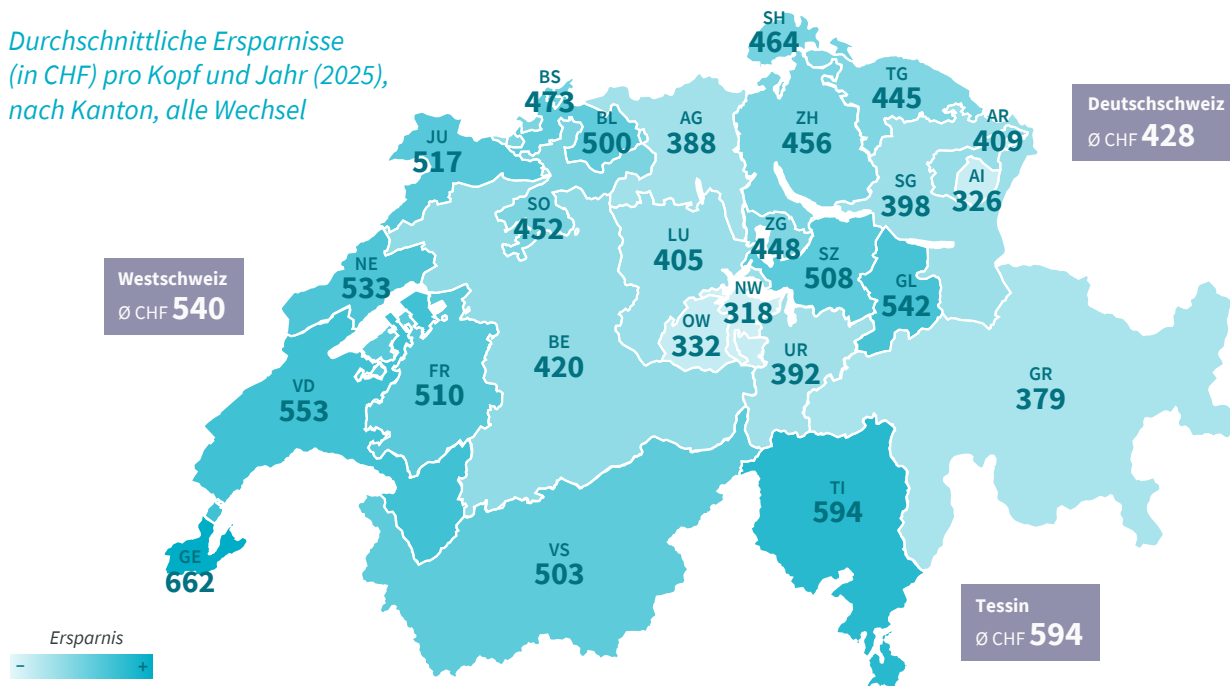 Durchschnittliche Ersparnisse
(in CHF) pro Kopf und Jahr (2025),
nach Kanton, alle Wechsel
SH
464
BS
473
BL
500
AG
388
ZH
456
TG
445
AR
409
Deutschschweiz
Ø CHF 428
JU
517
SG
398
AI
326
SO
452
LU
405
ZG
448
SZ
508
GL
542
NE
533
Westschweiz
Ø CHF 540
NW
318
OW
332
UR
392
BE
420
GR
379
VD
553
FR
510
TI
594
VS
503
GE
662
Tessin
Ø CHF 594
Ersparnis
– +